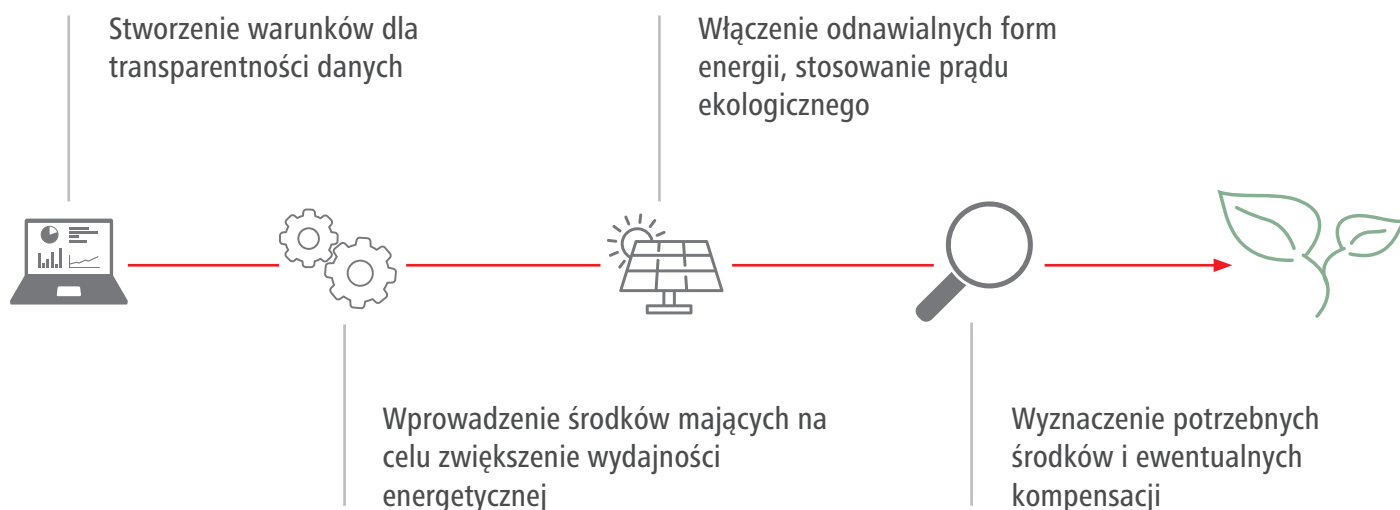 Stworzenie warunków dla
transparentności danych
Włączenie odnawialnych form
energii, stosowanie prądu
ekologicznego
Wprowadzenie środków mających na
celu zwiększenie wydajności
energetycznej
Wyznaczenie potrzebnych
środków i ewentualnych
kompensacji